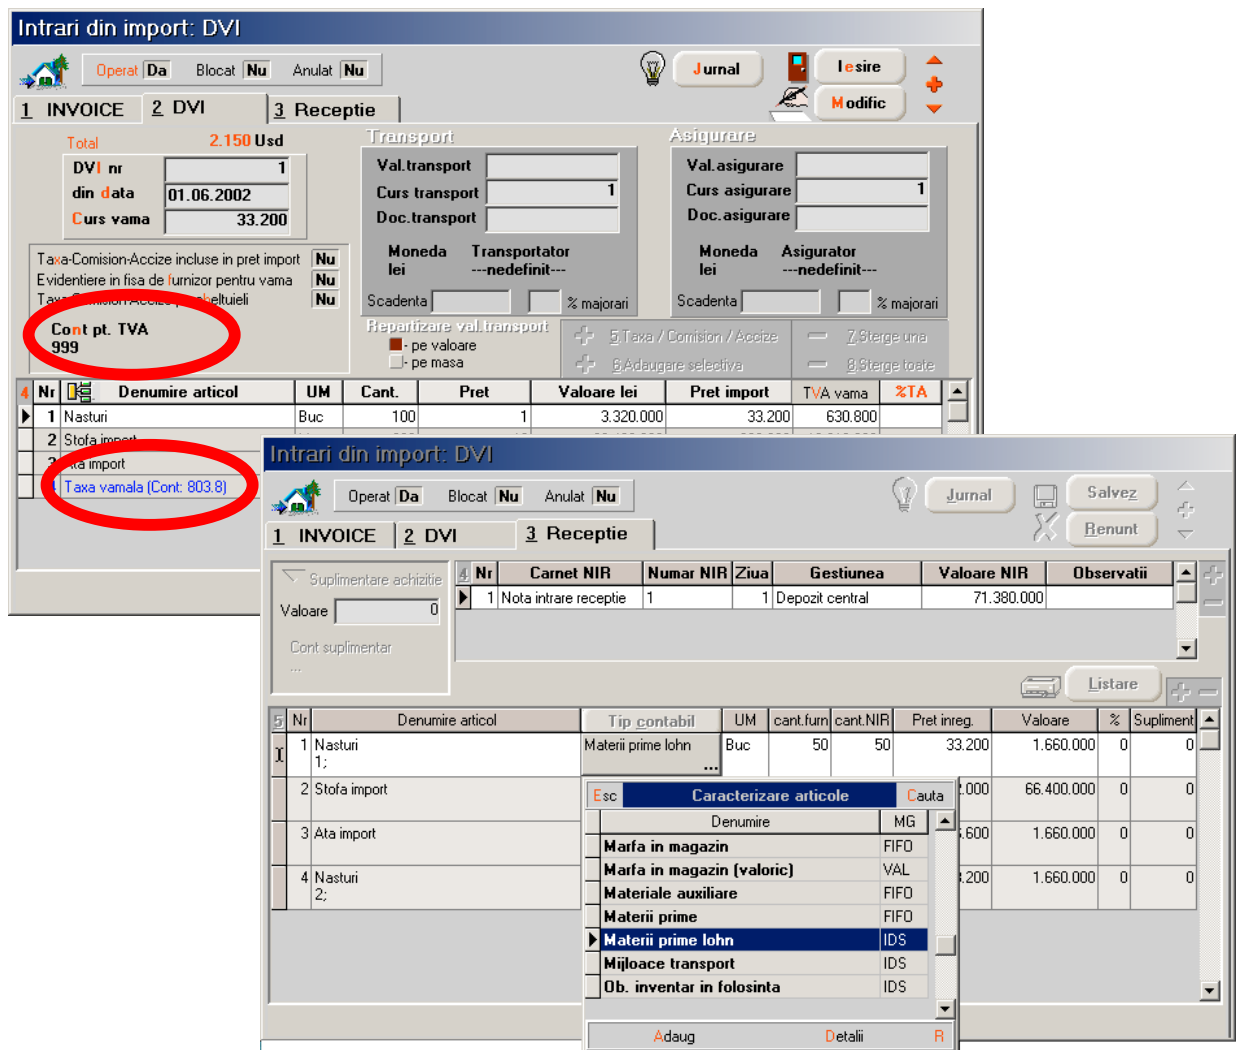 Intrari din import: DVI
Operat Da Blocat Nu Anulat Nu
Jurnal
Iesire
Modific
1 INVOICE 2 DVI 3 Receptie
Total 2.150 Usd
DVI nr 1
din data 01.06.2002
Curs vama 33.200
Transport
Val.transport
Curs transport 1
Doc.transport
Moneda Transportator
lei ---nedefinit---
Scadenta % majorari
Asigurare
Val.asigurare
Curs asigurare 1
Doc.asigurare
Moneda Asigurator
lei ---nedefinit---
Scadenta % majorari
Taxa-Comision-Accize incluse in pret import Nu
Evidentiere in fisa de furnizor pentru vama Nu
Nu
Cont pt. TVA
999
Repartizare val.transport
- pe valoare
- pe masa
5.Taxa / Comision / Accize
7.Sterge una
6.Adaugare selectiva
8.Sterge toate
4 Nr Denumire articol UM Cant. Pret Valoare lei Pret import TVA vama %TA
1 Nasturi Buc 100 1 3.320.000 33.200 630.800
2 Stofa import
3 Ata import
4 Taxa vamala (Cont: 803.8)
Intrari din import: DVI
Operat Da Blocat Nu Anulat Nu
Jurnal
Salvez
Renunt
1 INVOICE 2 DVI 3 Receptie
Suplimentare achizitie
Valoare 0
Cont suplimentar
...
4 Nr Carnet NIR Numar NIR Ziua Gestiunea Valoare NIR Observatii
1 Nota intrare receptie 1 1 Depozit central 71.380.000
Listare
5 Nr Denumire articol Tip contabil UM cant.furn cant.NIR Pret inreg. Valoare % Supliment
1 Nasturi Materii prime lohn Buc 50 50 33.200 1.660.000 0 0
1; ...
2 Stofa import 2.000 66.400.000 0 0
3 Ata import .600 1.660.000 0 0
4 Nasturi .200 1.660.000 0 0
2;
Esc Caracterizare articole Cauta
Denumire MG
Marfa in magazin FIFO
Marfa in magazin (valoric) VAL
Materiale auxiliare FIFO
Materii prime FIFO
Materii prime lohn IDS
Mijloace transport IDS
Ob. inventar in folosinta IDS
Adaug Detalii R